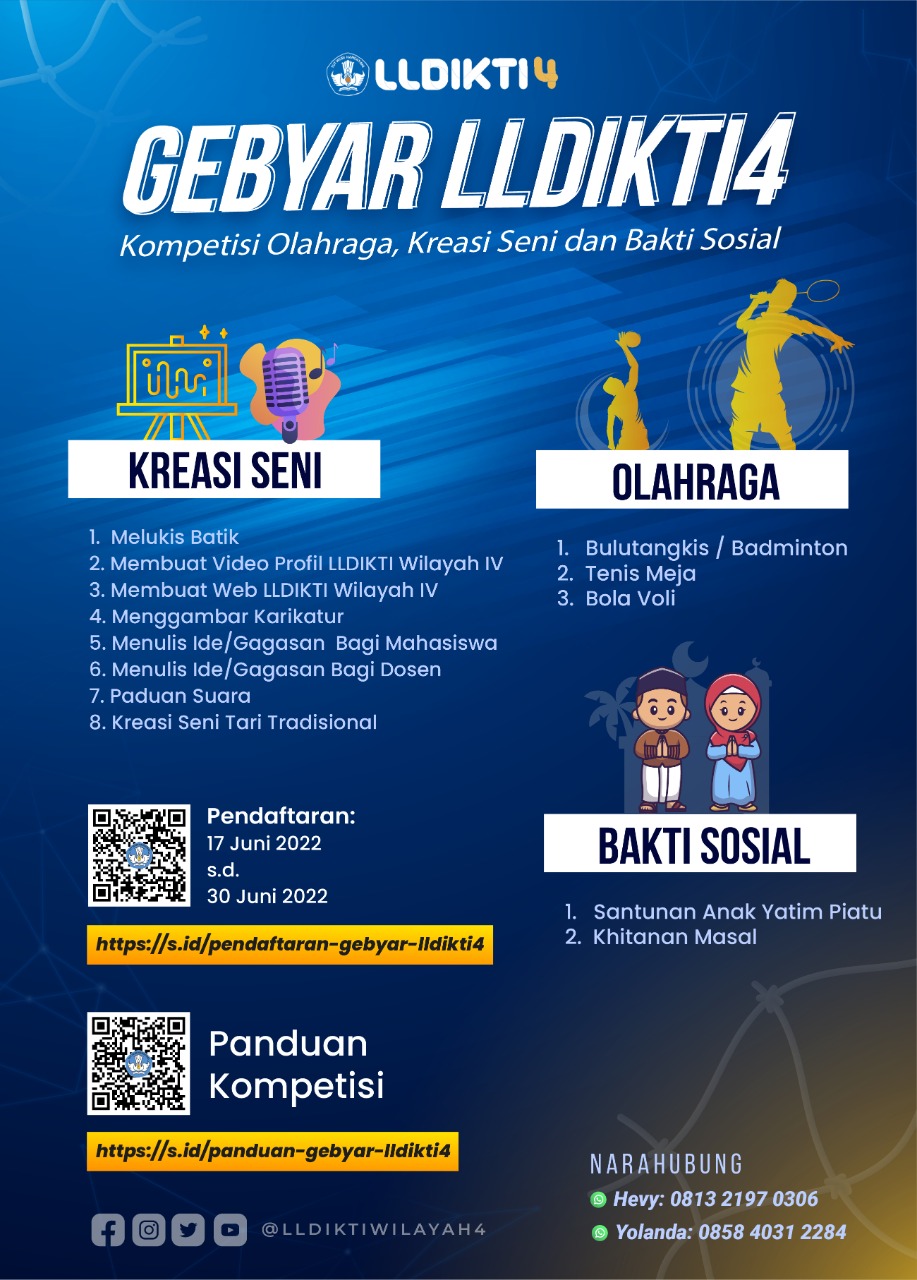 LLDIKTI4
GEBYAR LLDIKTI4
Kompetisi Olahraga, Kreasi Seni dan Bakti Sosial
KREASI SENI
1. Melukis Batik
2. Membuat Video Profil LLDIKTI Wilayah IV
3. Membuat Web LLDIKTI Wilayah IV
4. Menggambar Karikatur
5. Menulis Ide/Gagasan Bagi Mahasiswa
6. Menulis Ide/Gagasan Bagi Dosen
7. Paduan Suara
8. Kreasi Seni Tari Tradisional
OLAHRAGA
1. Bulutangkis / Badminton
2. Tenis Meja
3. Bola Voli
BAKTI SOSIAL
1. Santunan Anak Yatim Piatu
2. Khitanan Masal
Pendaftaran:
17 Juni 2022
s.d.
30 Juni 2022
https://s.id/pendaftaran-gebyar-lldikti4
Panduan
Kompetisi
https://s.id/panduan-gebyar-lldikti4
NARAHUBUNG
Hevy: 0813 2197 0306
Yolanda: 0858 4031 2284
@LLDIKTIWILAYAH4